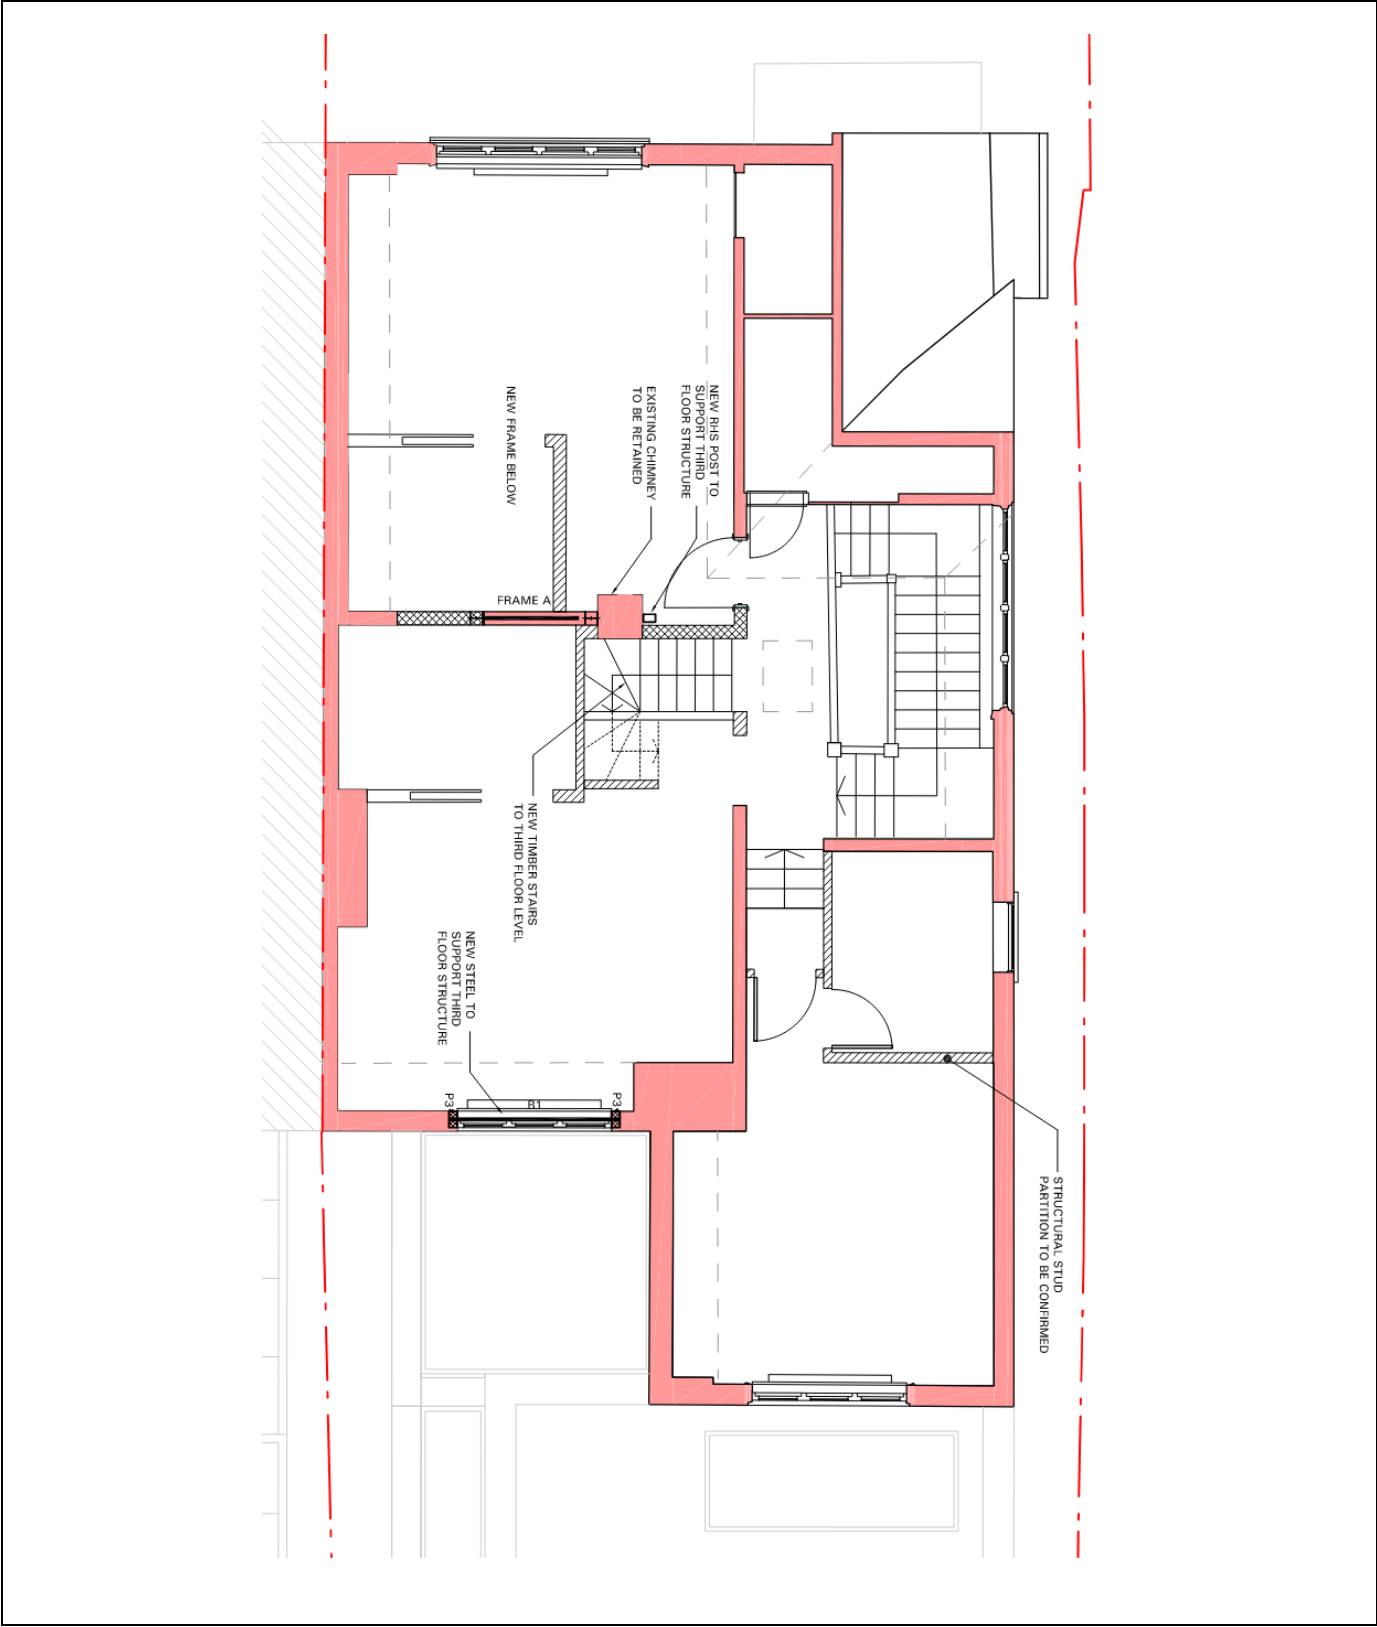 NEW FRAME BELOW
EXISTING CHIMNEY
TO BE RETAINED
NEW RHS POST TO
SUPPORT THIRD
FLOOR STRUCTURE
FRAME A
NEW TIMBER STAIRS
TO THIRD FLOOR LEVEL
NEW STEEL TO
SUPPORT THIRD
FLOOR STRUCTURE
P3
B1
P3
STRUCTURAL STUD
PARTITION TO BE CONFIRMED